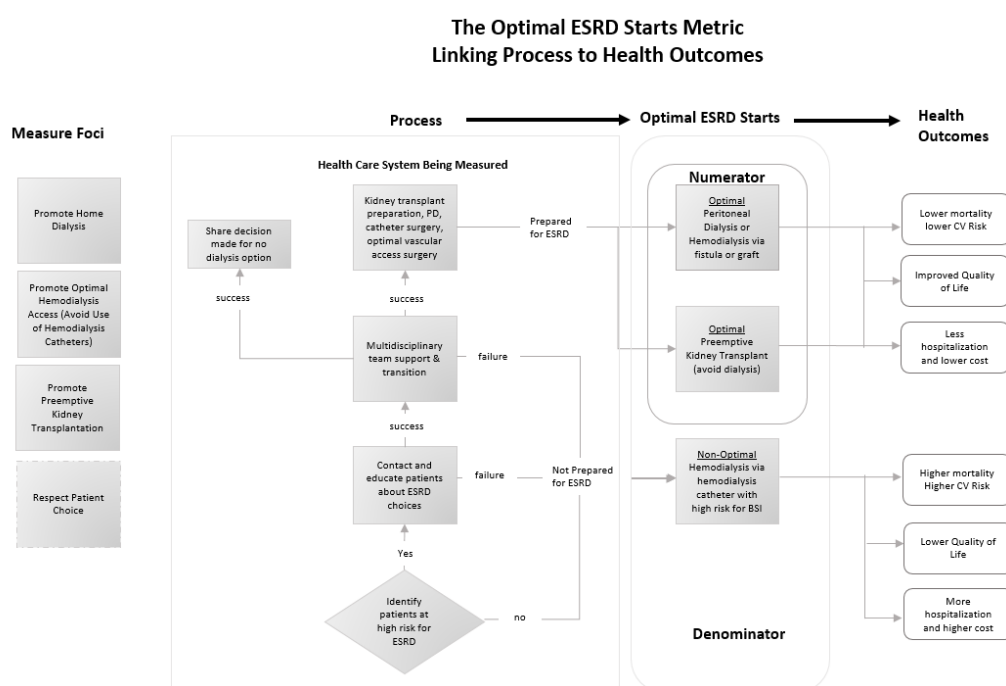 The Optimal ESRD Starts Metric
Linking Process to Health Outcomes
Measure Foci
Process
Optimal ESRD Starts
Health
Outcomes
Promote Home
Dialysis
Promote Optimal
Hemodialysis
Access (Avoid Use
of Hemodialysis
Catheters)
Promote
Preemptive
Kidney
Transplantation
Respect Patient
Choice
Health Care System Being Measured
Share decision
made for no
dialysis option
success
Kidney transplant
preparation, PD,
catheter surgery,
optimal vascular
access surgery
Prepared
for ESRD
success
Multidisciplinary
team support &
transition
failure
success
Contact and
educate patients
about ESRD
choices
failure
Not Prepared
for ESRD
Yes
Identify
patients at
high risk for
ESRD
no
Numerator
Optimal
Peritoneal
Dialysis or
Hemodialysis via
fistula or graft
Optimal
Preemptive
Kidney Transplant
(avoid dialysis)
Non-Optimal
Hemodialysis via
hemodialysis
catheter with
high risk for BSI
Denominator
Lower mortality
lower CV Risk
Improved Quality
of Life
Less
hospitalization
and lower cost
Higher mortality
Higher CV Risk
Lower Quality of
Life
More
hospitalization
and higher cost